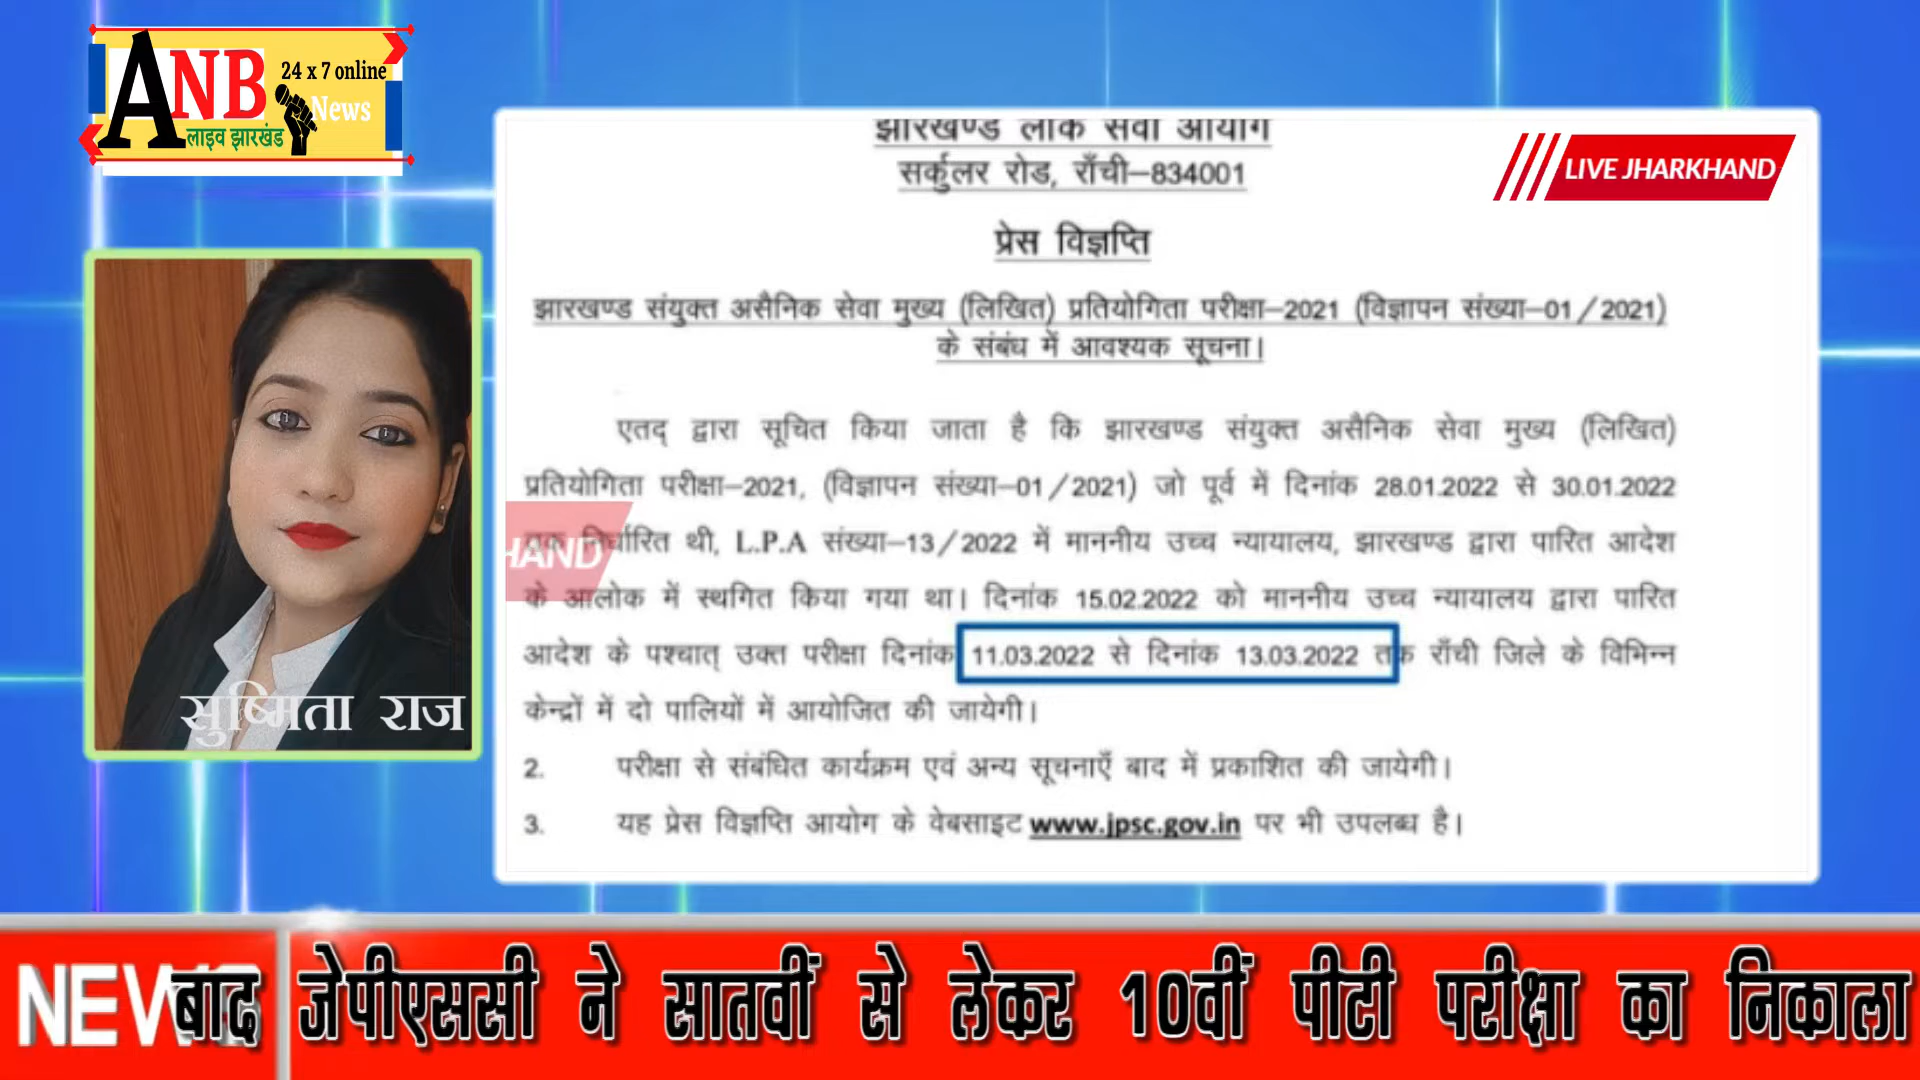 ANB
24 x 7 online
News
लाइव झारखंड
झारखण्ड लोक सेवा आयोग
सर्कुलर रोड, राँची–834001
LIVE JHARKHAND
प्रेस विज्ञप्ति
झारखण्ड संयुक्त असैनिक सेवा मुख्य (लिखित) प्रतियोगिता परीक्षा–2021 (विज्ञापन संख्या–01/2021)
के संबंध में आवश्यक सूचना।
एतद् द्वारा सूचित किया जाता है कि झारखण्ड संयुक्त असैनिक सेवा मुख्य (लिखित)
प्रतियोगिता परीक्षा–2021, (विज्ञापन संख्या–01/2021) जो पूर्व में दिनांक 28.01.2022 से 30.01.2022
निर्धारित थी, L.P.A संख्या–13/2022 में माननीय उच्च न्यायालय, झारखण्ड द्वारा पारित आदेश
HAND
के आलोक में स्थगित किया गया था। दिनांक 15.02.2022 को माननीय उच्च न्यायालय द्वारा पारित
आदेश के पश्चात् उक्त परीक्षा दिनांक 11.03.2022 से दिनांक 13.03.2022 तक राँची जिले के विभिन्न
केन्द्रों में दो पालियों में आयोजित की जायेगी।
2. परीक्षा से संबंधित कार्यक्रम एवं अन्य सूचनाएँ बाद में प्रकाशित की जायेगी।
3. यह प्रेस विज्ञप्ति आयोग के वेबसाइट www.jpsc.gov.in पर भी उपलब्ध है।
सुष्मिता राज
NEWS
बाद जेपीएससी ने सातवीं से लेकर 10वीं पीटी परीक्षा का निकाला